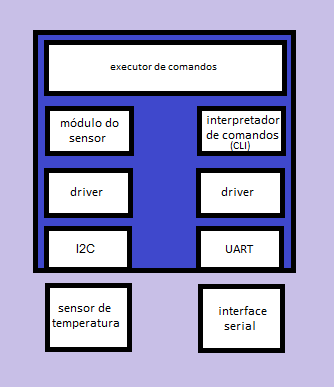 executor de comandos
módulo do
sensor
interpretador
de comandos
(CLI)
driver
driver
I2C
UART
sensor de
temperatura
interface
serial